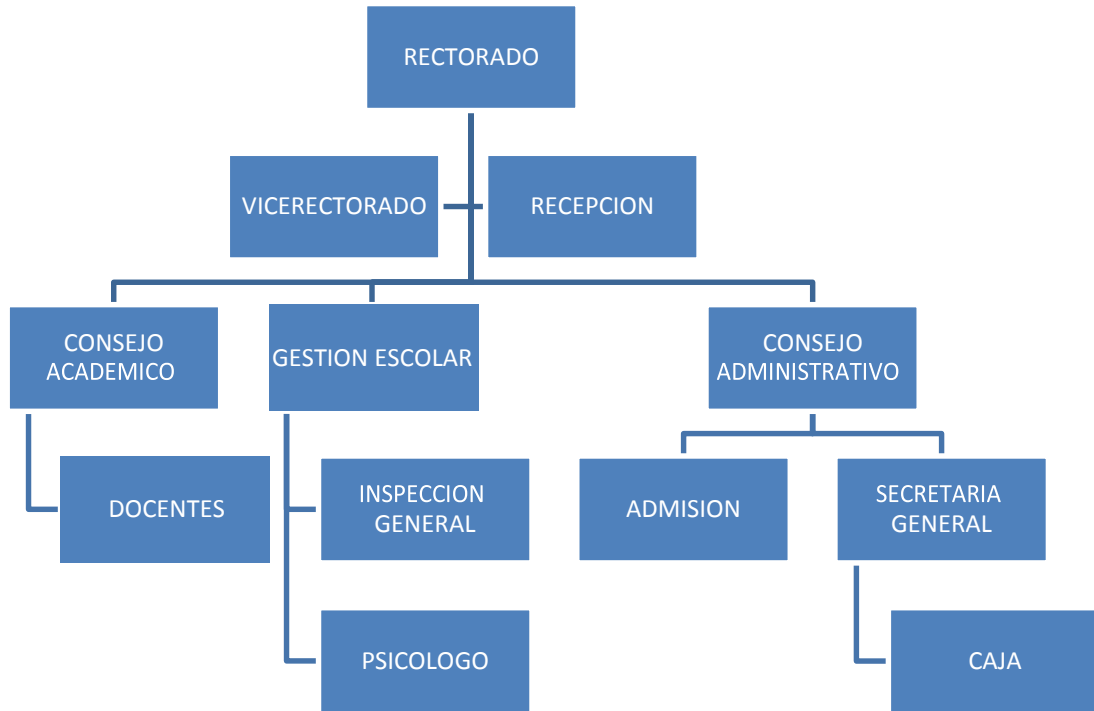 RECTORADO
VICERECTORADO
RECEPCION
CONSEJO
ACADEMICO
GESTION ESCOLAR
CONSEJO
ADMINISTRATIVO
DOCENTES
INSPECCION
GENERAL
ADMISION
SECRETARIA
GENERAL
PSICOLOGO
CAJA